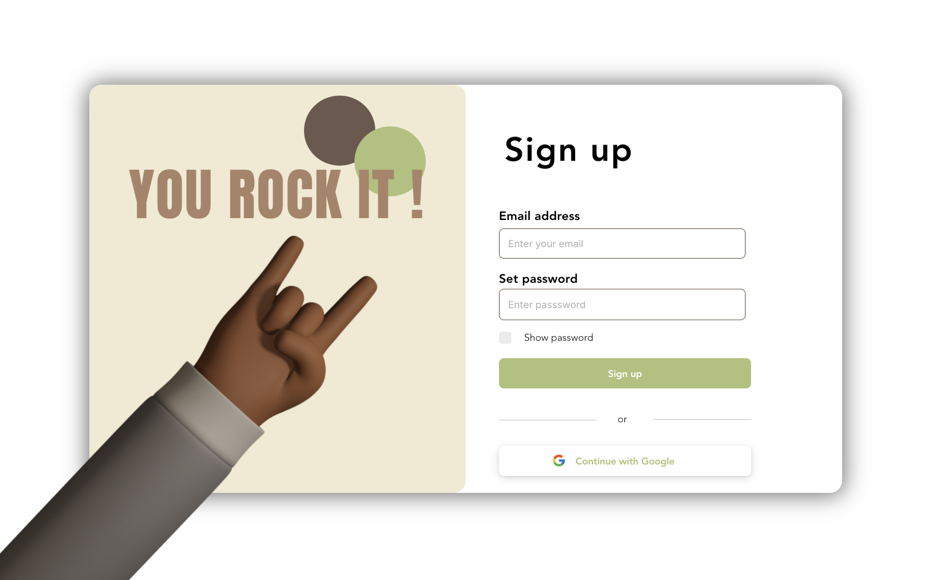 YOU ROCK IT !
Sign up
Email address
Enter your email
Set password
Enter passsword
Show password
Sign up
or
Continue with Google